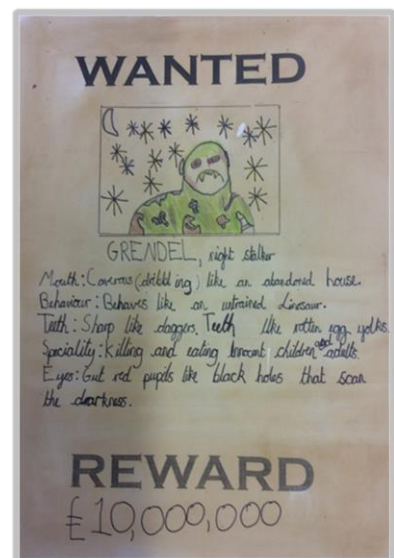 WANTED
GRENDEL, night stalker
Mouth: Caverous (dribbling) like an abandoned house.
Behaviour: Behaves like an untrained dinosaur.
Teeth: Sharp like daggers. Teeth like rotten egg yolks.
Speciality: Killing and eating innocent children and adults.
Eyes: Gut red pupils like black holes that scan
the dearkness.
REWARD
£10,000,000